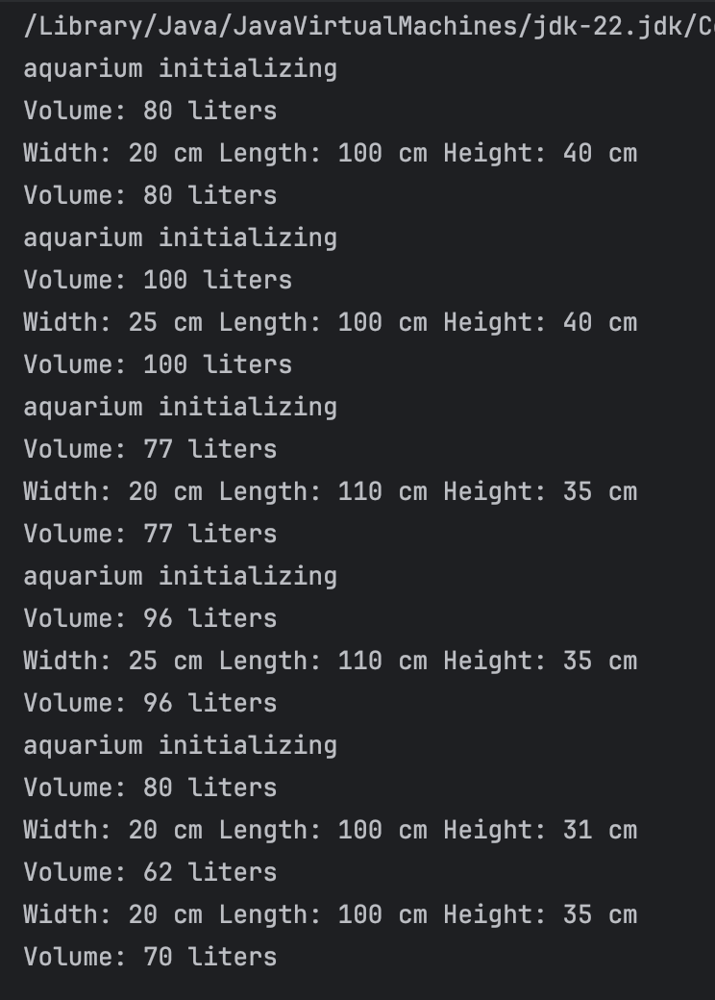 /Library/Java/JavaVirtualMachines/jdk-22.jdk/
aquarium initializing
Volume: 80 liters
Width: 20 cm Length: 100 cm Height: 40 cm
Volume: 80 liters
aquarium initializing
Volume: 100 liters
Width: 25 cm Length: 100 cm Height: 40 cm
Volume: 100 liters
aquarium initializing
Volume: 77 liters
Width: 20 cm Length: 110 cm Height: 35 cm
Volume: 77 liters
aquarium initializing
Volume: 96 liters
Width: 25 cm Length: 110 cm Height: 35 cm
Volume: 96 liters
aquarium initializing
Volume: 80 liters
Width: 20 cm Length: 100 cm Height: 31 cm
Volume: 62 liters
Width: 20 cm Length: 100 cm Height: 35 cm
Volume: 70 liters